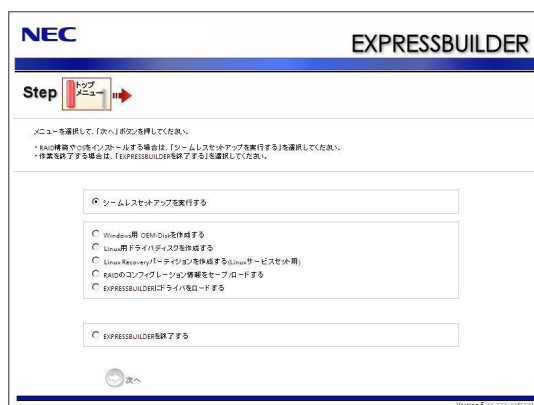 NEC
EXPRESSBUILDER
Step
トップ
メニュー
メニューを選択して、「次へ」ボタンを押してください。
・RAID構築やOSをインストールする場合は、「シームレスセットアップを実行する」を選択してください。
・作業を終了する場合は、「EXPRESSBUILDERを終了する」を選択してください。
シームレスセットアップを実行する
Windows用 OEM-Diskを作成する
Linux用ドライバディスクを作成する
Linux Recoveryパーティションを作成する(Linuxサービスセット用)
RAIDのコンフィグレーション情報をセーブ/ロードする
EXPRESSBUILDERにドライバをロードする
EXPRESSBUILDERを終了する
次へ
Version 5